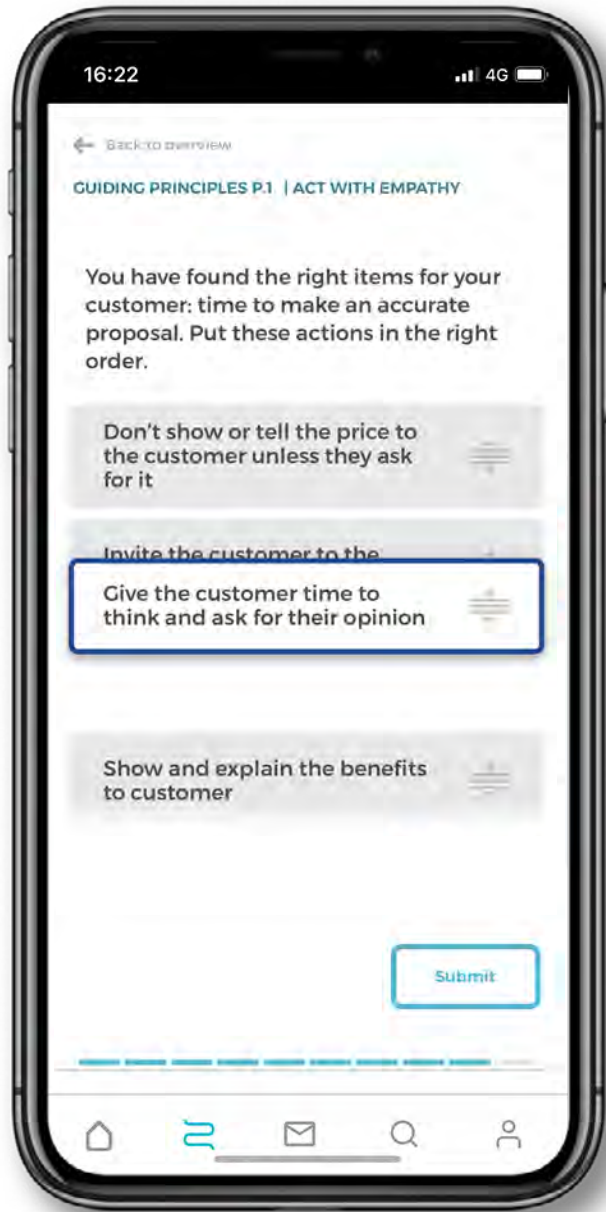 16:22
4G
Back to overview
GUIDING PRINCIPLES P.1 | ACT WITH EMPATHY
You have found the right items for your
customer: time to make an accurate
proposal. Put these actions in the right
order.
Don't show or tell the price to
the customer unless they ask
for it
Invite the customer to the
Give the customer time to
think and ask for their opinion
Show and explain the benefits
to customer
Submit